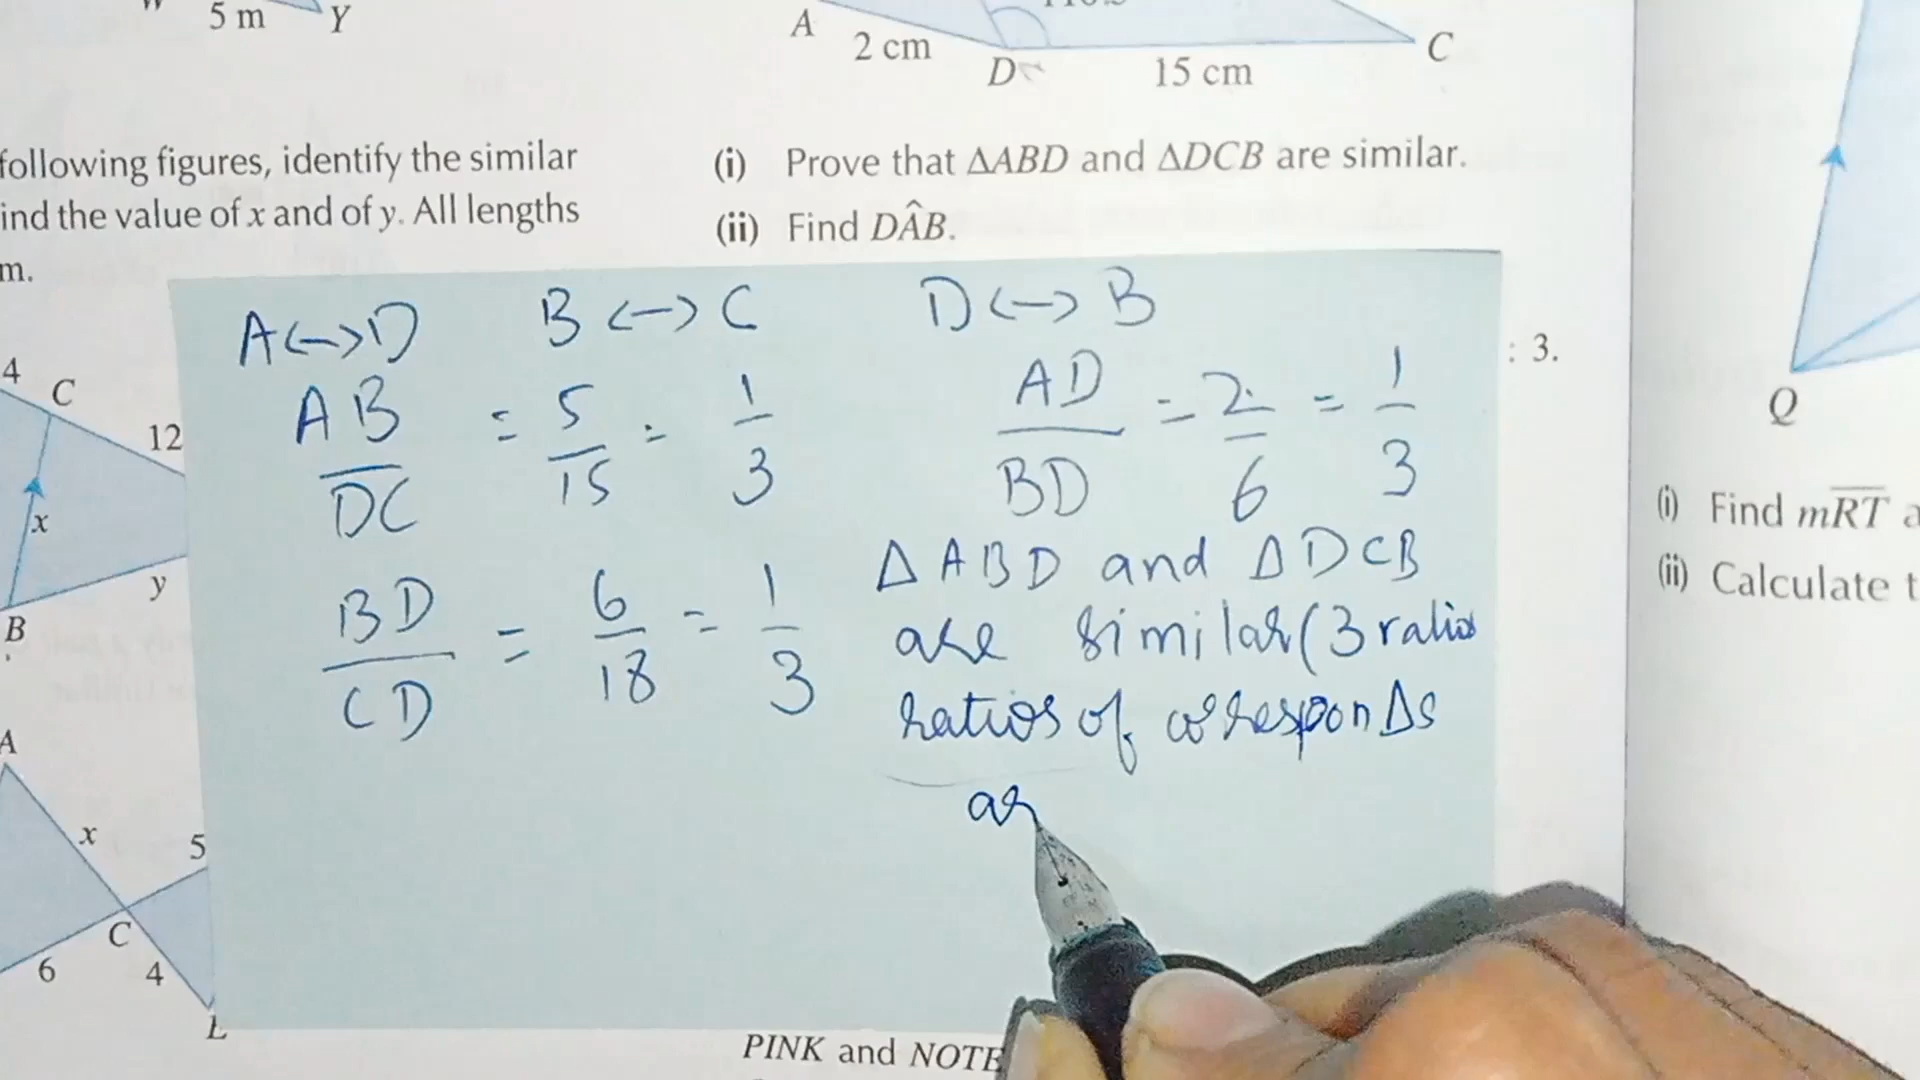 5 m
Y
A
2 cm
D
15 cm
C
following figures, identify the similar
ind the value of x and of y. All lengths
m.
(i) Prove that ΔABD and ΔDCB are similar.
(ii) Find DÂB.
A<->D B<->C D<->B
AB/DC = 5/15 = 1/3
AD/BD = 2/6 = 1/3
BD/CD = 6/18 = 1/3
Δ ABD and Δ DCB
are similar (3 ratios
ratios of correspon Δs
ar
: 3.
4
C
12
x
y
B
A
x
5
C
6
4
PINK and NOTE
Q
(i) Find mR̅T̅ a
(ii) Calculate t